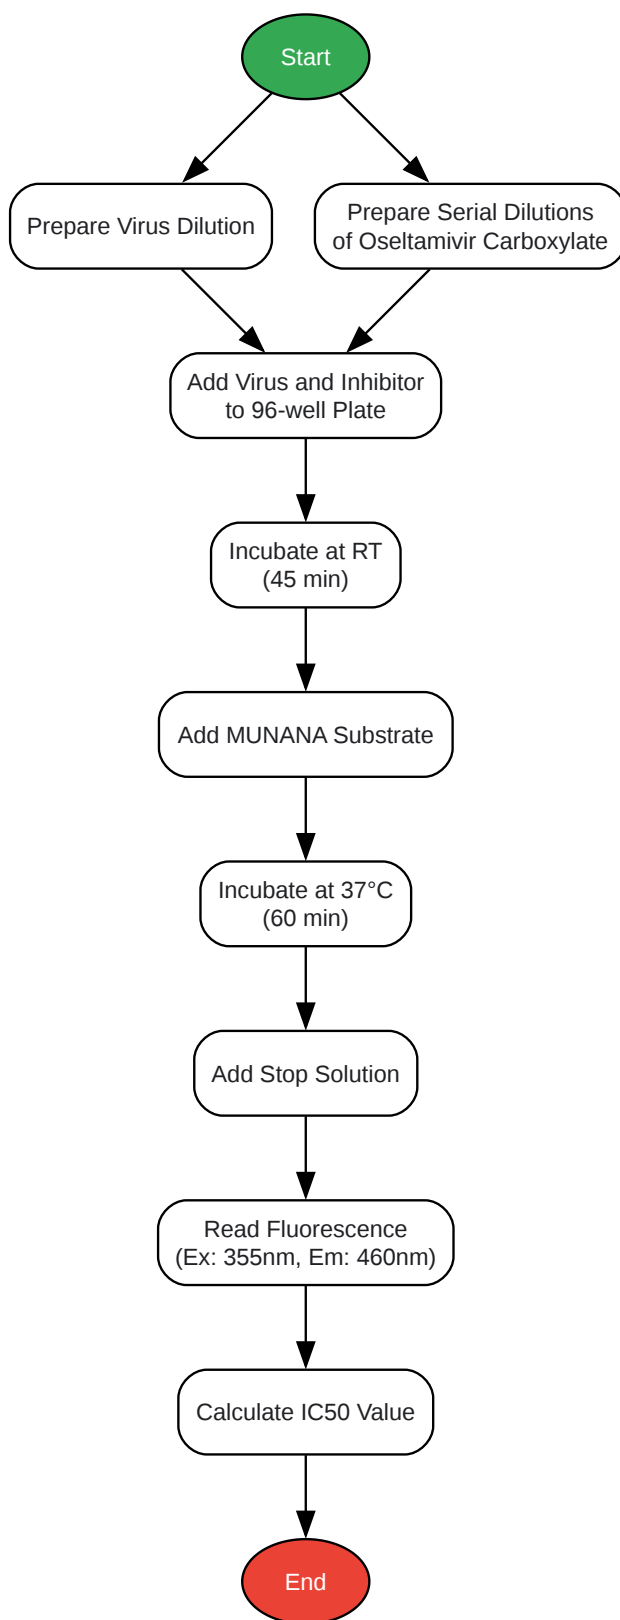 Start
Prepare Virus Dilution
Prepare Serial Dilutions
of Oseltamivir Carboxylate
Add Virus and Inhibitor
to 96-well Plate
Incubate at RT
(45 min)
Add MUNANA Substrate
Incubate at 37°C
(60 min)
Add Stop Solution
Read Fluorescence
(Ex: 355nm, Em: 460nm)
Calculate IC50 Value
End